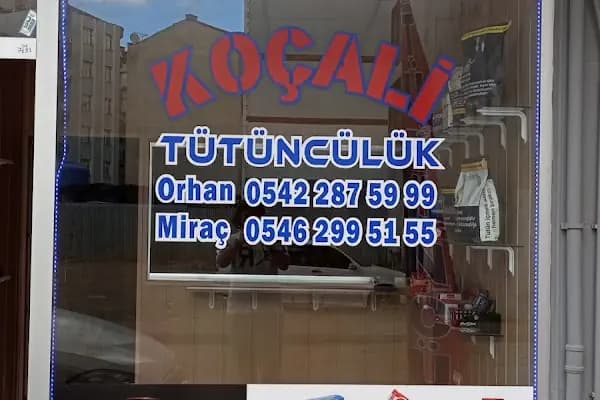 KOÇALİ
TÜTÜNCÜLÜK
Orhan 0542 287 59 99
Miraç 0546 299 51 55